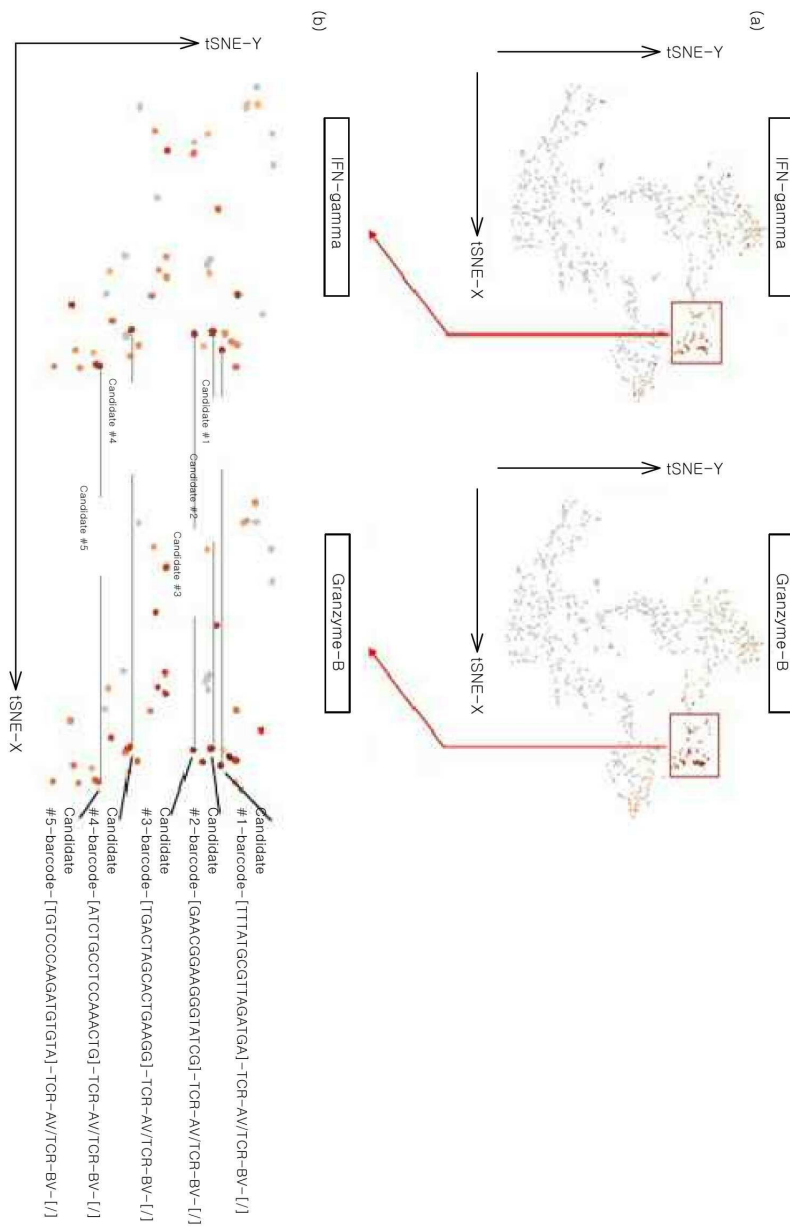 (a)
IFN-gamma
Granzyme-B
tSNE-Y
tSNE-X
tSNE-Y
tSNE-X
(b)
IFN-gamma
Granzyme-B
tSNE-Y
tSNE-X
Candidate #1
Candidate #2
Candidate #3
Candidate #4
Candidate #5
Candidate
#1-barcode-[TTTATGCGTTAGATGA]-TCR-AV/TCR-BV-[/]
Candidate
#2-barcode-[GAACGGAAGGGTATCG]-TCR-AV/TCR-BV-[/]
Candidate
#3-barcode-[TGACTAGCACTGAAGG]-TCR-AV/TCR-BV-[/]
Candidate
#4-barcode-[ATCTGCCTCCAAACTG]-TCR-AV/TCR-BV-[/]
Candidate
#5-barcode-[TGTCCCAAGATGTGTA]-TCR-AV/TCR-BV-[/]